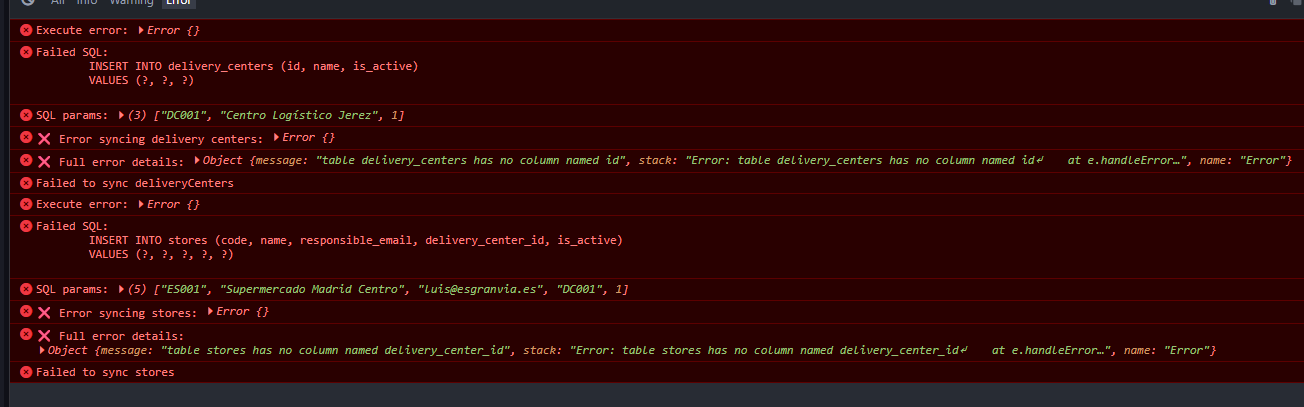 All Info Warning Error
Execute error: ▶Error {}
Failed SQL:
INSERT INTO delivery_centers (id, name, is_active)
VALUES (?, ?, ?)
SQL params: ▶(3) ["DC001", "Centro Logístico Jerez", 1]
❌ Error syncing delivery centers: ▶Error {}
❌ Full error details: ▶Object {message: "table delivery_centers has no column named id", stack: "Error: table delivery_centers has no column named id↵    at e.handleError…", name: "Error"}
Failed to sync deliveryCenters
Execute error: ▶Error {}
Failed SQL:
INSERT INTO stores (code, name, responsible_email, delivery_center_id, is_active)
VALUES (?, ?, ?, ?, ?)
SQL params: ▶(5) ["ES001", "Supermercado Madrid Centro", "luis@esgranvia.es", "DC001", 1]
❌ Error syncing stores: ▶Error {}
❌ Full error details:
▶Object {message: "table stores has no column named delivery_center_id", stack: "Error: table stores has no column named delivery_center_id↵    at e.handleError…", name: "Error"}
Failed to sync stores